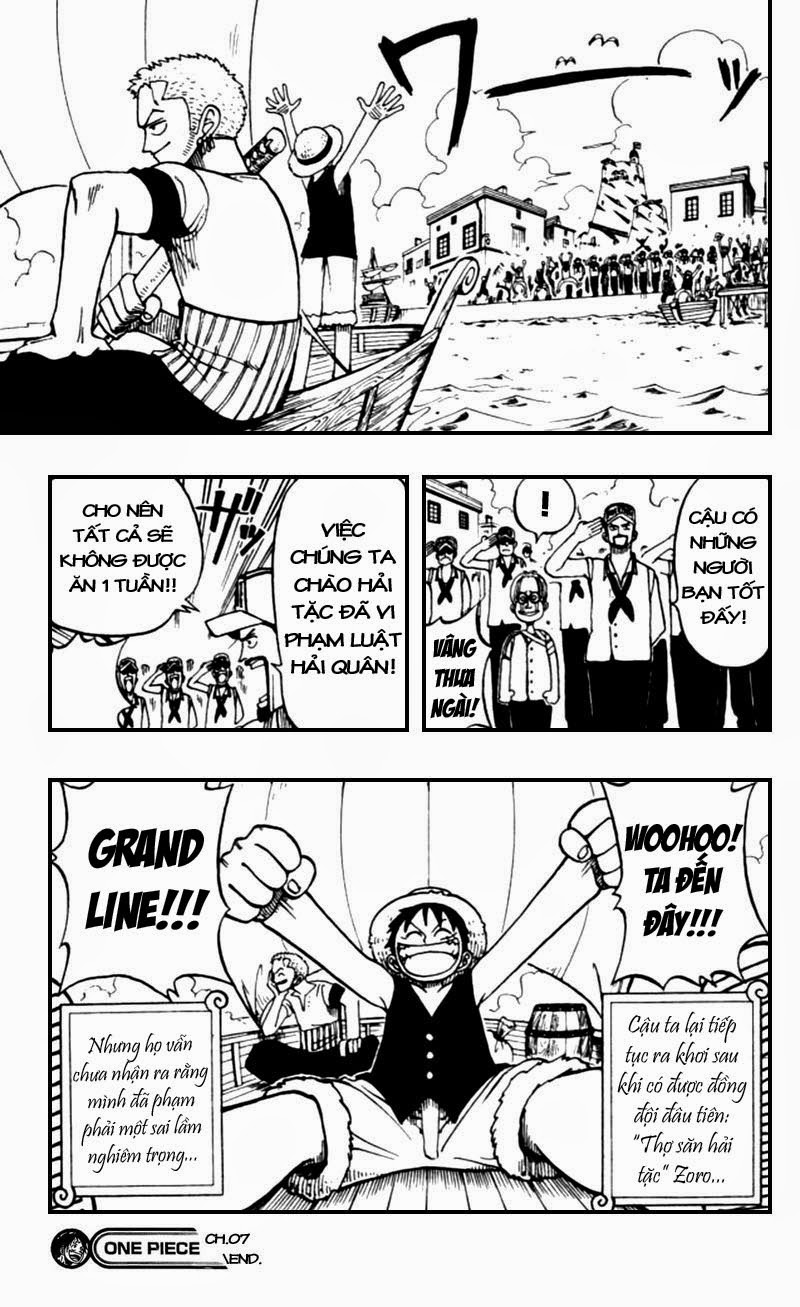 ワー
CẬU CÓ
NHỮNG
NGƯỜI
BẠN TỐT
ĐẤY!
!
VÂNG
THƯA
NGÀI!
VIỆC
CHÚNG TA
CHÀO HẢI
TẶC ĐÃ VI
PHẠM LUẬT
HẢI QUÂN!
CHO NÊN
TẤT CẢ SẼ
KHÔNG ĐƯỢC
ĂN 1 TUẦN!!
WOOHOO!
TA ĐẾN
ĐÂY!!!
GRAND
LINE!!!
Cậu ta lại tiếp
tục ra khơi sau
khi có được đồng
đội đâu tiên:
"Thợ săn hải
tặc" Zoro...
Nhưng họ vẫn
chưa nhận ra rằng
mình đã phạm
phải một sai lầm
nghiêm trọng...
ONE PIECE
CH.07
\END.